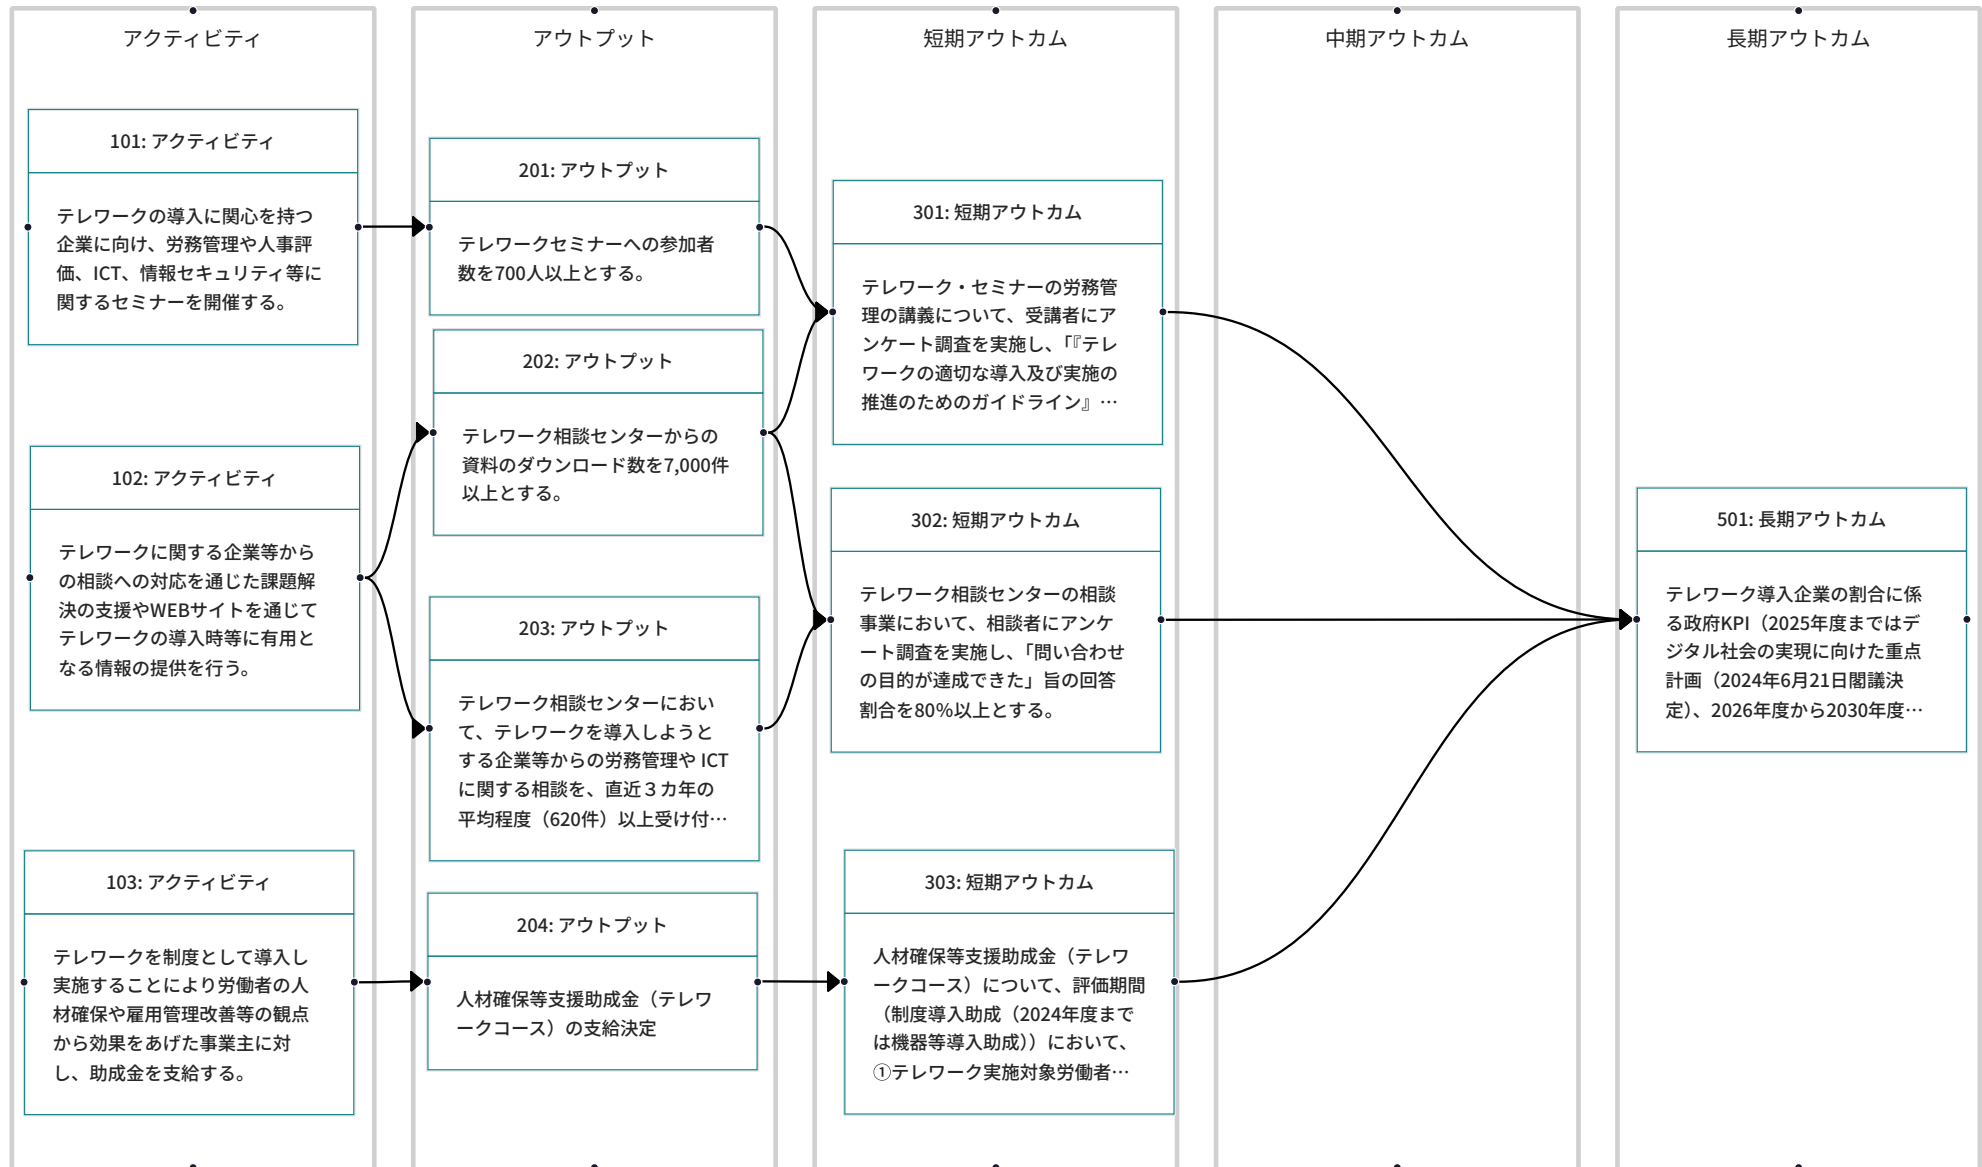 アクティビティ
アウトプット
短期アウトカム
中期アウトカム
長期アウトカム
101: アクティビティ
テレワークの導入に関心を持つ
企業に向け、労務管理や人事評
価、ICT、情報セキュリティ等に
関するセミナーを開催する。
102: アクティビティ
テレワークに関する企業等から
の相談への対応を通じた課題解
決の支援やWEBサイトを通じて
テレワークの導入時等に有用と
なる情報の提供を行う。
103: アクティビティ
テレワークを制度として導入し
実施することにより労働者の人
材確保や雇用管理改善等の観点
から効果をあげた事業主に対
し、助成金を支給する。
201: アウトプット
テレワークセミナーへの参加者
数を700人以上とする。
202: アウトプット
テレワーク相談センターからの
資料のダウンロード数を7,000件
以上とする。
203: アウトプット
テレワーク相談センターにおい
て、テレワークを導入しようと
する企業等からの労務管理や ICT
に関する相談を、直近３カ年の
平均程度（620件）以上受け付…
204: アウトプット
人材確保等支援助成金（テレワ
ークコース）の支給決定
301: 短期アウトカム
テレワーク・セミナーの労務管
理の講義について、受講者にア
ンケート調査を実施し、「『テレ
ワークの適切な導入及び実施の
推進のためのガイドライン』…
302: 短期アウトカム
テレワーク相談センターの相談
事業において、相談者にアンケ
ート調査を実施し、「問い合わせ
の目的が達成できた」旨の回答
割合を80%以上とする。
303: 短期アウトカム
人材確保等支援助成金（テレワ
ークコース）について、評価期間
（制度導入助成（2024年度まで
は機器等導入助成））において、
①テレワーク実施対象労働者…
501: 長期アウトカム
テレワーク導入企業の割合に係
る政府KPI（2025年度まではデ
ジタル社会の実現に向けた重点
計画（2024年6月21日閣議決
定）、2026年度から2030年度…